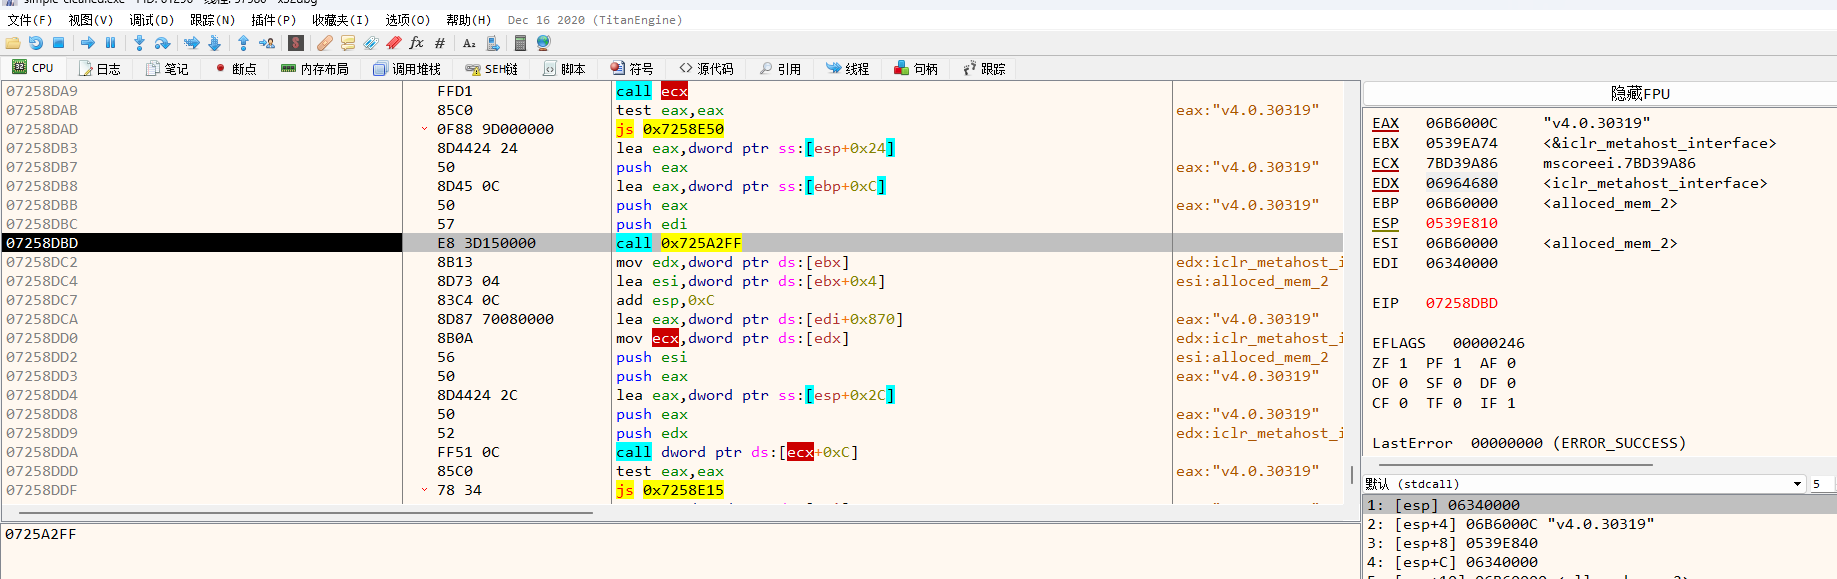 simple-cleaned.exe
文件(F) 视图(V) 调试(D) 跟踪(N) 插件(P) 收藏夹(I) 选项(O) 帮助(H) Dec 16 2020 (TitanEngine)
CPU 日志 笔记 断点 内存布局 调用堆栈 SEH链 脚本 符号 源代码 引用 线程 句柄 跟踪
07258DA9 FFD1 call ecx
07258DAB 85C0 test eax,eax eax:"v4.0.30319"
07258DAD 0F88 9D000000 js 0x7258E50
07258DB3 8D4424 24 lea eax,dword ptr ss:[esp+0x24]
07258DB7 50 push eax eax:"v4.0.30319"
07258DB8 8D45 0C lea eax,dword ptr ss:[ebp+0xC]
07258DBB 50 push eax eax:"v4.0.30319"
07258DBC 57 push edi
07258DBD E8 3D150000 call 0x725A2FF
07258DC2 8B13 mov edx,dword ptr ds:[ebx] edx:iclr_metahost_i
07258DC4 8D73 04 lea esi,dword ptr ds:[ebx+0x4] esi:alloced_mem_2
07258DC7 83C4 0C add esp,0xC
07258DCA 8D87 70080000 lea eax,dword ptr ds:[edi+0x870] eax:"v4.0.30319"
07258DD0 8B0A mov ecx,dword ptr ds:[edx] edx:iclr_metahost_i
07258DD2 56 push esi esi:alloced_mem_2
07258DD3 50 push eax eax:"v4.0.30319"
07258DD4 8D4424 2C lea eax,dword ptr ss:[esp+0x2C]
07258DD8 50 push eax eax:"v4.0.30319"
07258DD9 52 push edx edx:iclr_metahost_i
07258DDA FF51 0C call dword ptr ds:[ecx+0xC]
07258DDD 85C0 test eax,eax eax:"v4.0.30319"
07258DDF 78 34 js 0x7258E15
0725A2FF
隐藏FPU
EAX 06B6000C "v4.0.30319"
EBX 0539EA74 <&iclr_metahost_interface>
ECX 7BD39A86 mscoreei.7BD39A86
EDX 06964680 <iclr_metahost_interface>
EBP 06B60000 <alloced_mem_2>
ESP 0539E810
ESI 06B60000 <alloced_mem_2>
EDI 06340000
EIP 07258DBD
EFLAGS 00000246
ZF 1 PF 1 AF 0
OF 0 SF 0 DF 0
CF 0 TF 0 IF 1
LastError 00000000 (ERROR_SUCCESS)
默认 (stdcall) 5
1: [esp] 06340000
2: [esp+4] 06B6000C "v4.0.30319"
3: [esp+8] 0539E840
4: [esp+C] 06340000